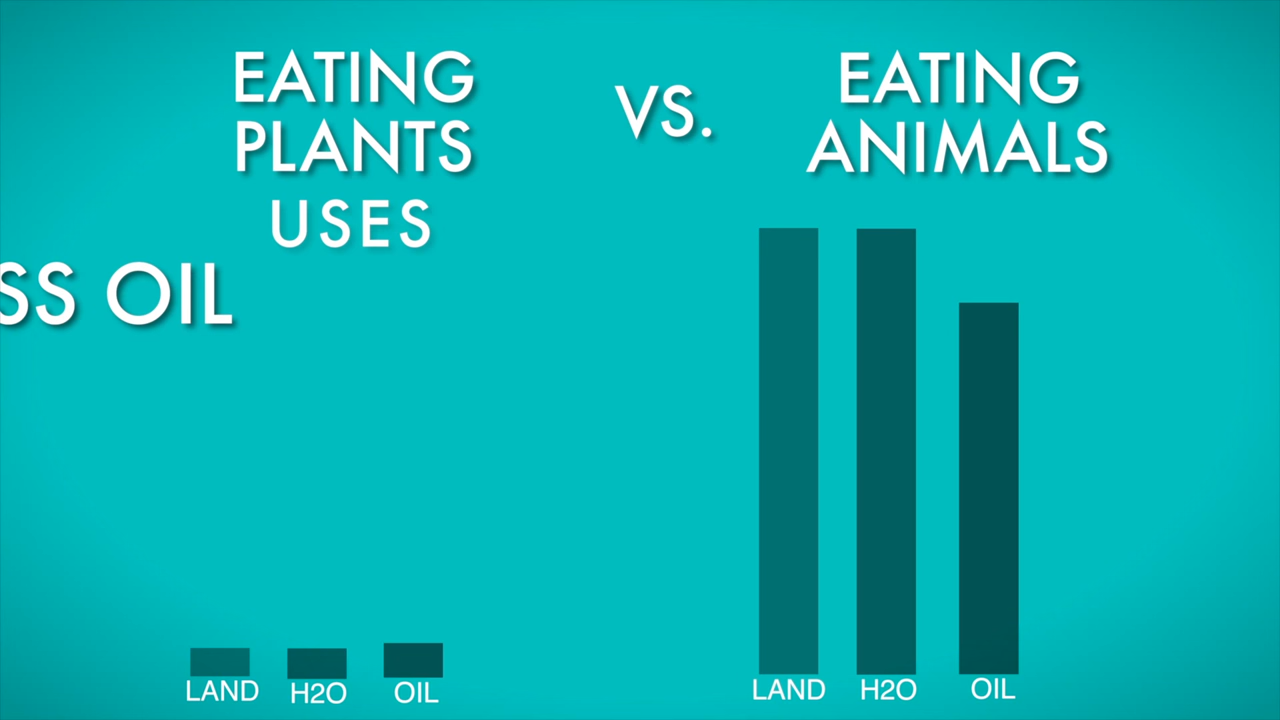 EATING
PLANTS
USES
SS OIL
VS.
EATING
ANIMALS
LAND
H2O
OIL
LAND
H2O
OIL